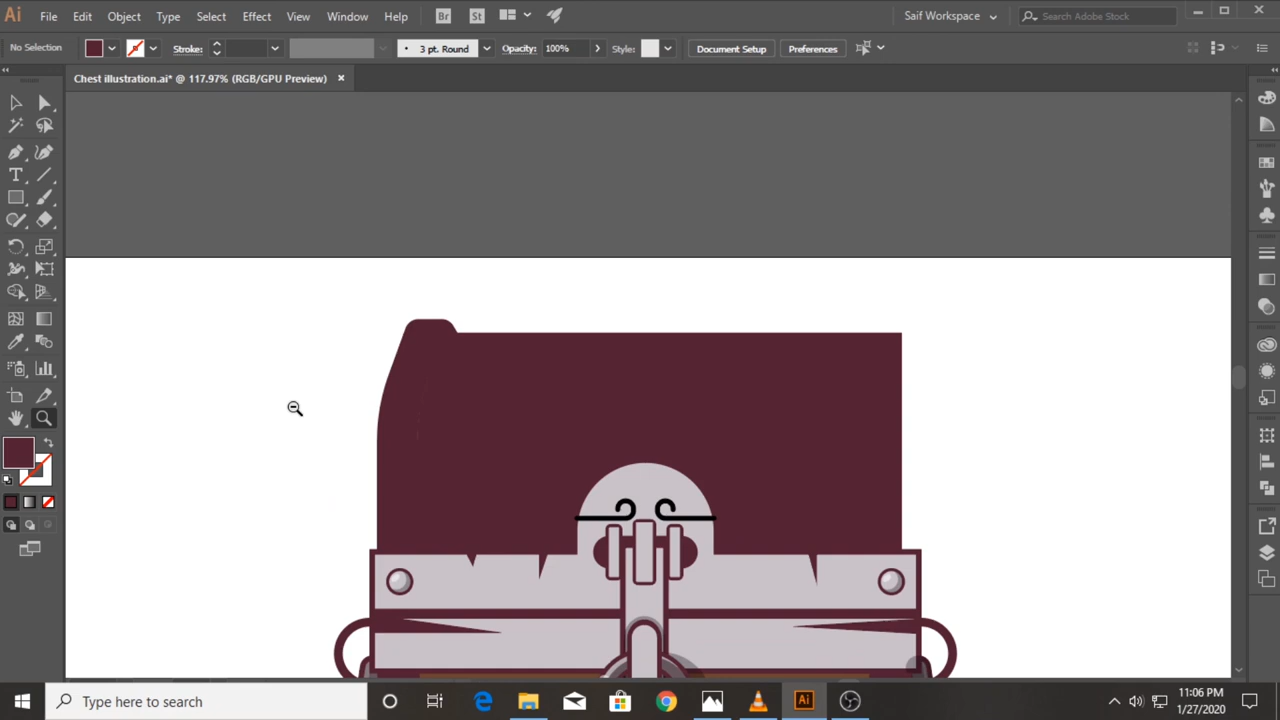 Ai File Edit Object Type Select Effect View Window Help Br St Saif Workspace Search Adobe Stock
No Selection Stroke: 3 pt. Round Opacity: 100% Style: Document Setup Preferences
Chest illustration.ai* @ 117.97% (RGB/GPU Preview)
Type here to search Ai 11:06 PM
1/27/2020